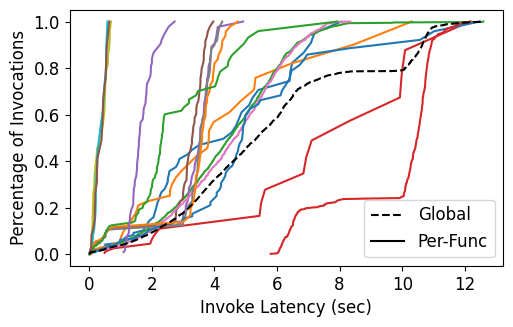 1.0
0.8
0.6
0.4
0.2
0.0
Percentage of Invocations
0 2 4 6 8 10 12
Invoke Latency (sec)
Global
Per-Func